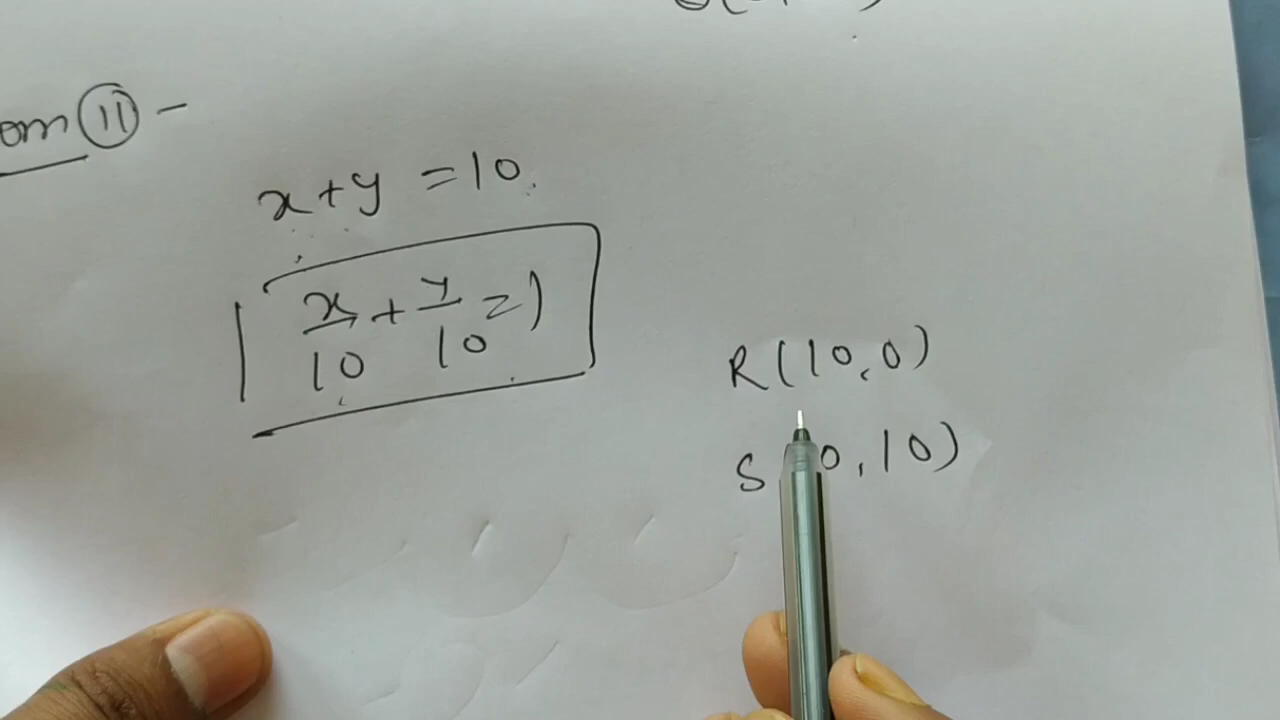 om (11) -
x + y = 10
x/10 + y/10 = 1
R(10,0)
S(0,10)